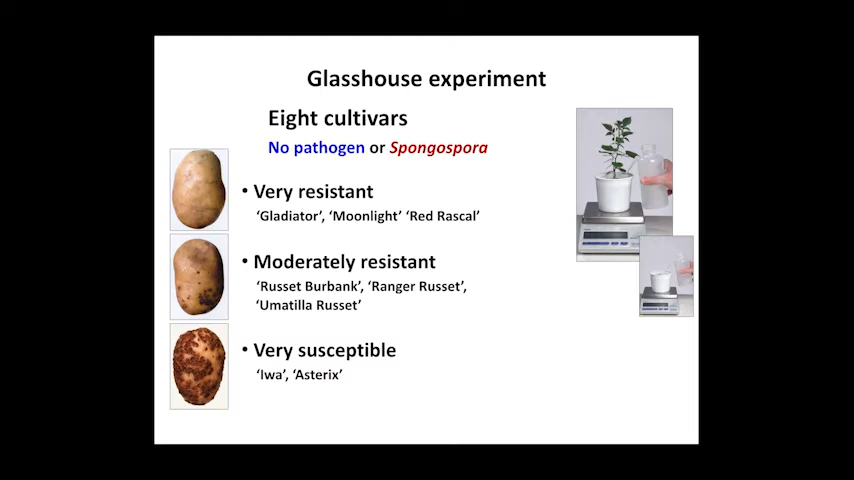 Glasshouse experiment
Eight cultivars
No pathogen or Spongospora
• Very resistant
‘Gladiator’, ‘Moonlight’ ‘Red Rascal’
• Moderately resistant
‘Russet Burbank’, ‘Ranger Russet’,
‘Umatilla Russet’
• Very susceptible
‘Iwa’, ‘Asterix’